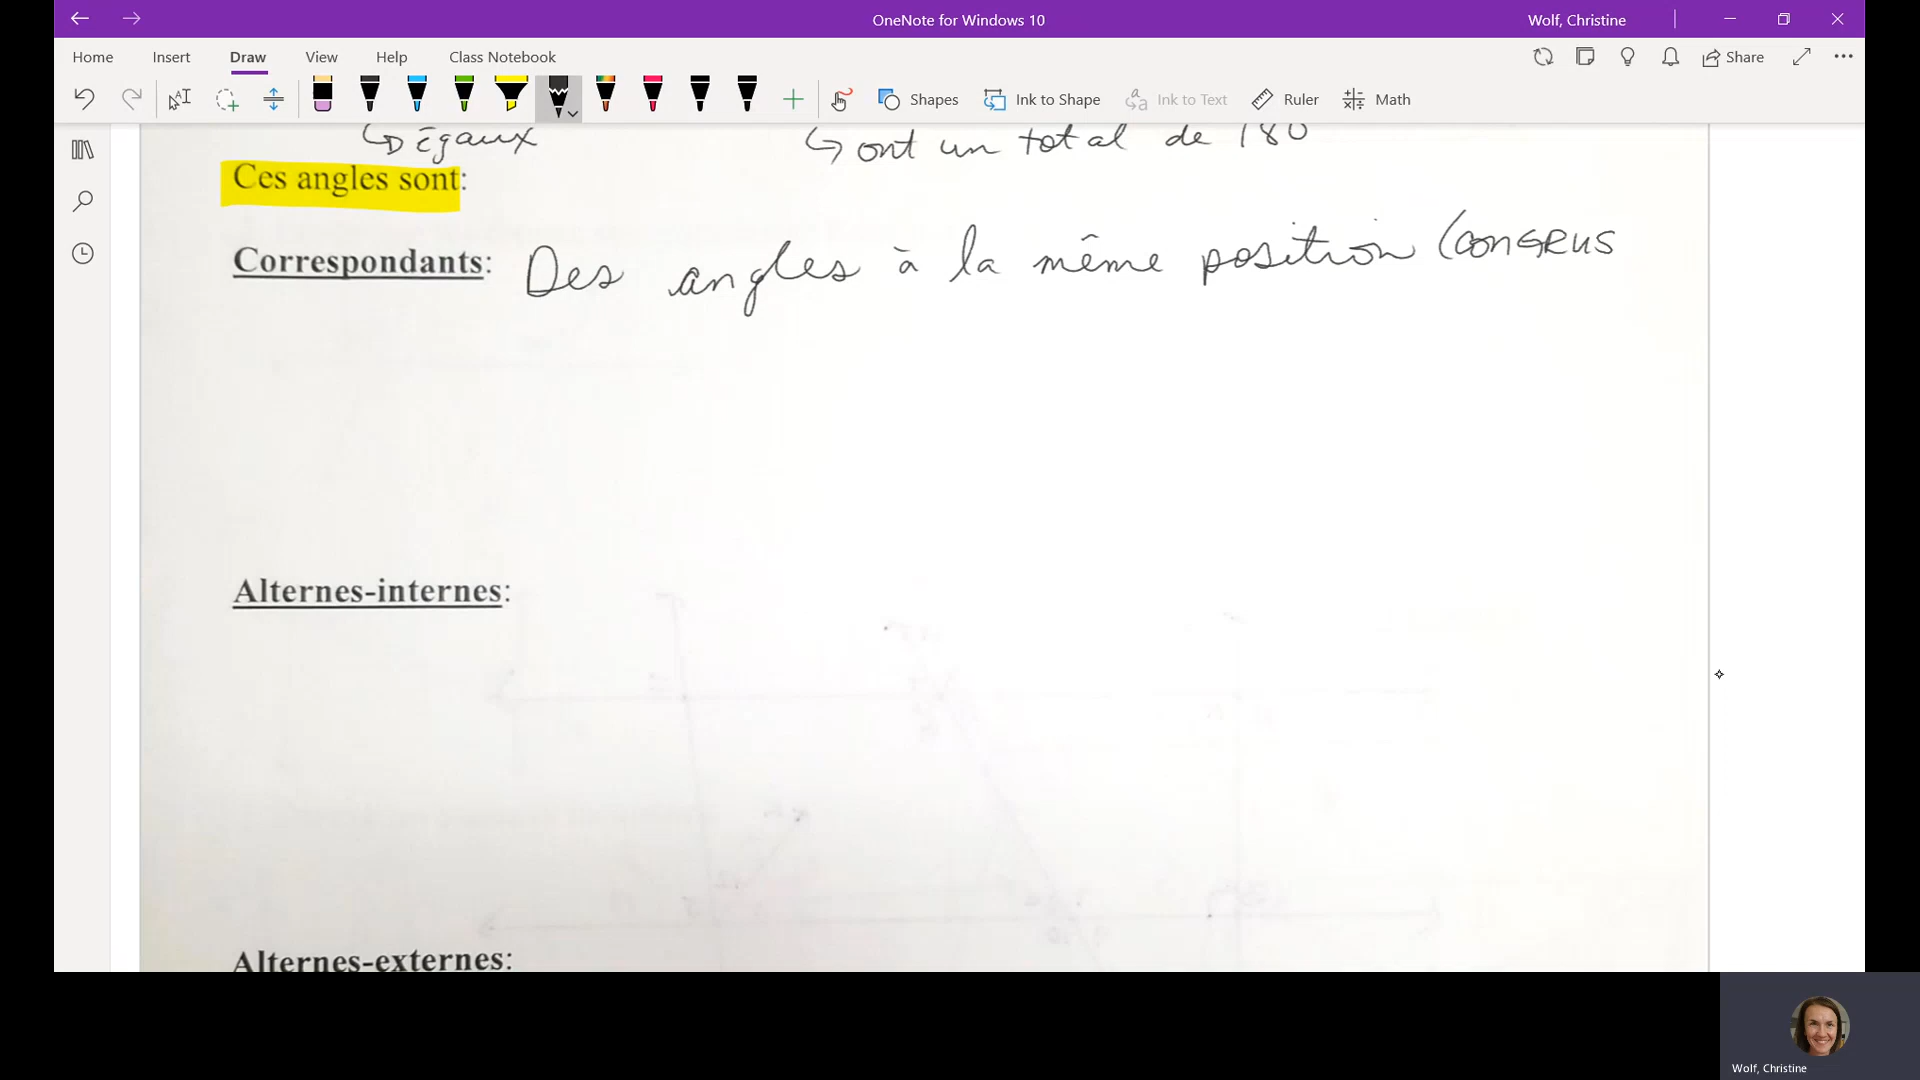 OneNote for Windows 10
Wolf, Christine
Home Insert Draw View Help Class Notebook
Share
Shapes Ink to Shape Ink to Text Ruler Math
↳ Égaux ↳ ont un total de 180
Ces angles sont:
Correspondants: Des angles à la même position (CONGRUS
Alternes-internes:
Alternes-externes:
Wolf, Christine